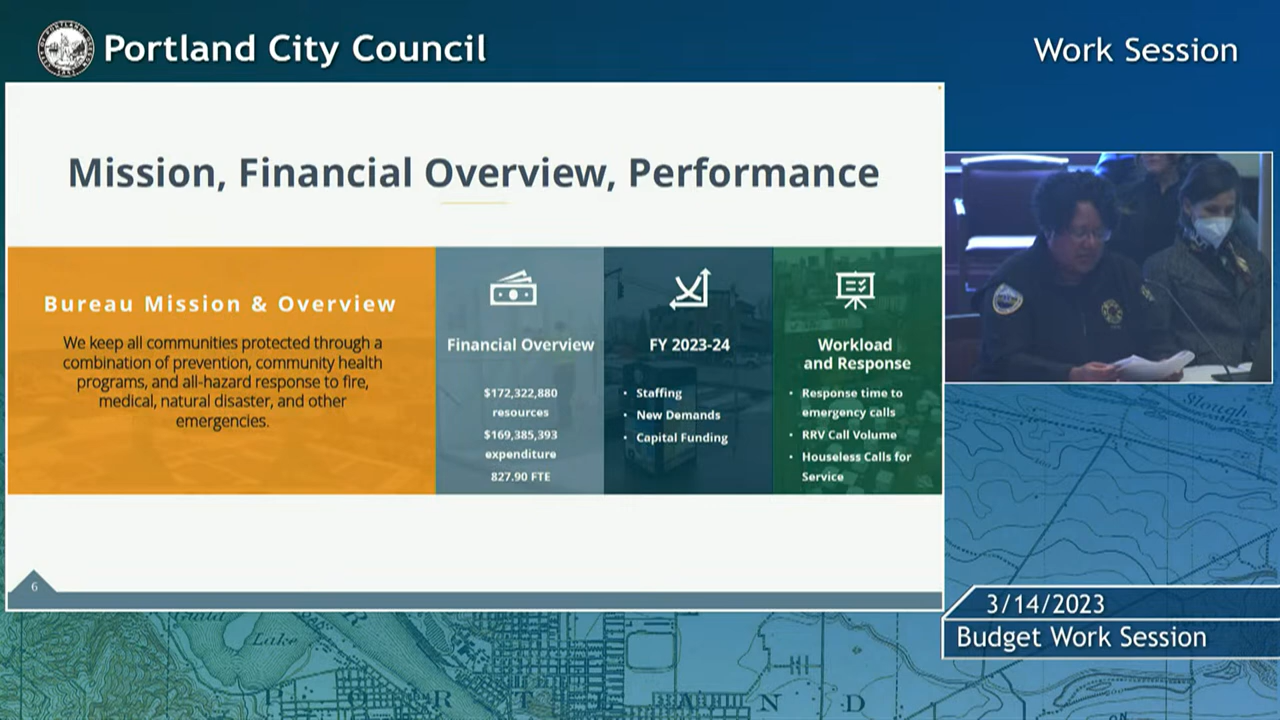 Portland City Council
Work Session
Mission, Financial Overview, Performance
Bureau Mission & Overview
We keep all communities protected through a
combination of prevention, community health
programs, and all-hazard response to fire,
medical, natural disaster, and other
emergencies.
Financial Overview
$172,322,880
resources
$169,385,393
expenditure
827.90 FTE
FY 2023-24
• Staffing
• New Demands
• Capital Funding
Workload
and Response
• Response time to
emergency calls
• RRV Call Volume
• Houseless Calls for
Service
6
3/14/2023
Budget Work Session
Slough
Guild
Lake
P O R T L A N D